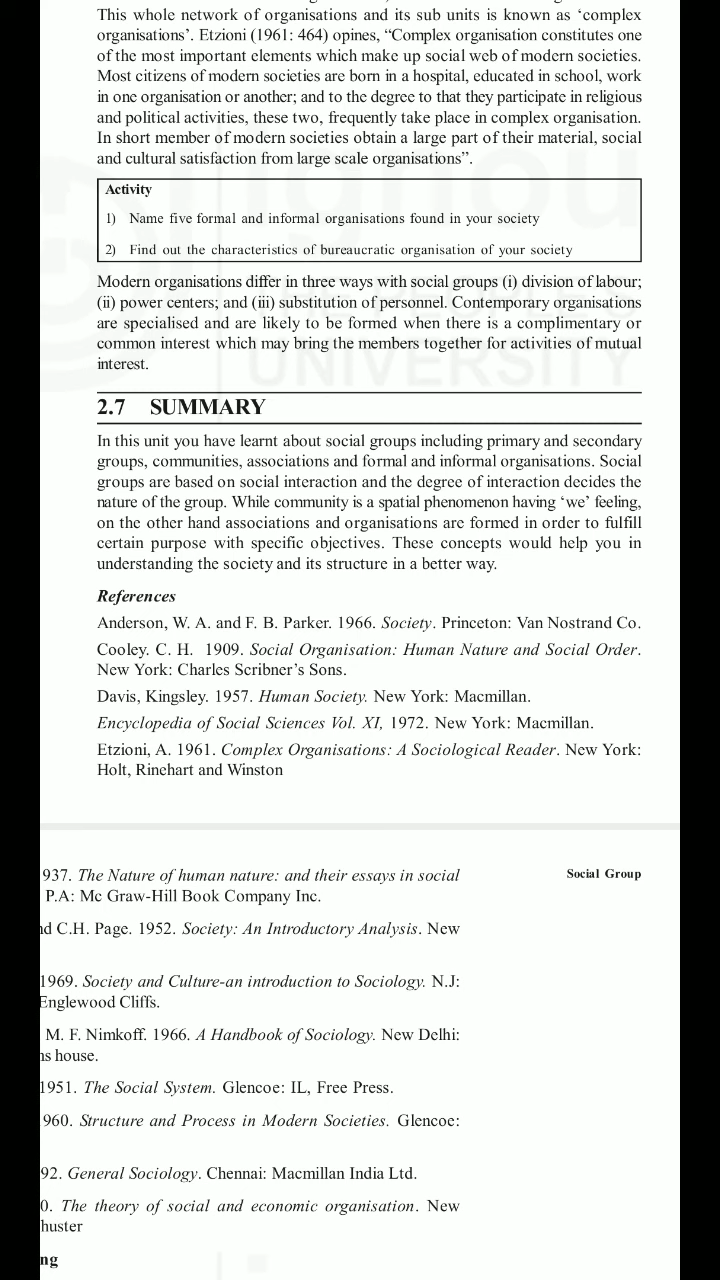 This whole network of organisations and its sub units is known as ‘complex
organisations’. Etzioni (1961: 464) opines, “Complex organisation constitutes one
of the most important elements which make up social web of modern societies.
Most citizens of modern societies are born in a hospital, educated in school, work
in one organisation or another; and to the degree to that they participate in religious
and political activities, these two, frequently take place in complex organisation.
In short member of modern societies obtain a large part of their material, social
and cultural satisfaction from large scale organisations”.
Activity
1) Name five formal and informal organisations found in your society
2) Find out the characteristics of bureaucratic organisation of your society
Modern organisations differ in three ways with social groups (i) division of labour;
(ii) power centers; and (iii) substitution of personnel. Contemporary organisations
are specialised and are likely to be formed when there is a complimentary or
common interest which may bring the members together for activities of mutual
interest.
2.7 SUMMARY
In this unit you have learnt about social groups including primary and secondary
groups, communities, associations and formal and informal organisations. Social
groups are based on social interaction and the degree of interaction decides the
nature of the group. While community is a spatial phenomenon having ‘we’ feeling,
on the other hand associations and organisations are formed in order to fulfill
certain purpose with specific objectives. These concepts would help you in
understanding the society and its structure in a better way.
References
Anderson, W. A. and F. B. Parker. 1966. Society. Princeton: Van Nostrand Co.
Cooley. C. H. 1909. Social Organisation: Human Nature and Social Order.
New York: Charles Scribner’s Sons.
Davis, Kingsley. 1957. Human Society. New York: Macmillan.
Encyclopedia of Social Sciences Vol. XI, 1972. New York: Macmillan.
Etzioni, A. 1961. Complex Organisations: A Sociological Reader. New York:
Holt, Rinehart and Winston
Social Group
937. The Nature of human nature: and their essays in social
P.A: Mc Graw-Hill Book Company Inc.
nd C.H. Page. 1952. Society: An Introductory Analysis. New
1969. Society and Culture-an introduction to Sociology. N.J:
Englewood Cliffs.
M. F. Nimkoff. 1966. A Handbook of Sociology. New Delhi:
ns house.
1951. The Social System. Glencoe: IL, Free Press.
960. Structure and Process in Modern Societies. Glencoe:
92. General Sociology. Chennai: Macmillan India Ltd.
0. The theory of social and economic organisation. New
huster
ng